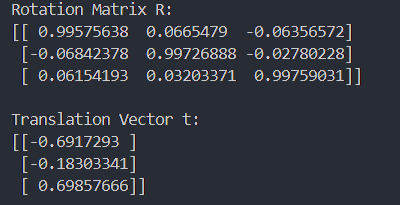 Rotation Matrix R:
[[ 0.99575638  0.0665479  -0.06356572]
 [-0.06842378  0.99726888 -0.02780228]
 [ 0.06154193  0.03203371  0.99759031]]

Translation Vector t:
[[-0.6917293 ]
 [-0.18303341]
 [ 0.69857666]]